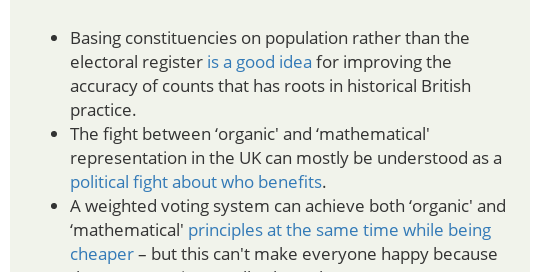 Basing constituencies on population rather than the
electoral register is a good idea for improving the
accuracy of counts that has roots in historical British
practice.
The fight between ‘organic' and ‘mathematical'
representation in the UK can mostly be understood as a
political fight about who benefits.
A weighted voting system can achieve both ‘organic' and
‘mathematical' principles at the same time while being
cheaper – but this can't make everyone happy because